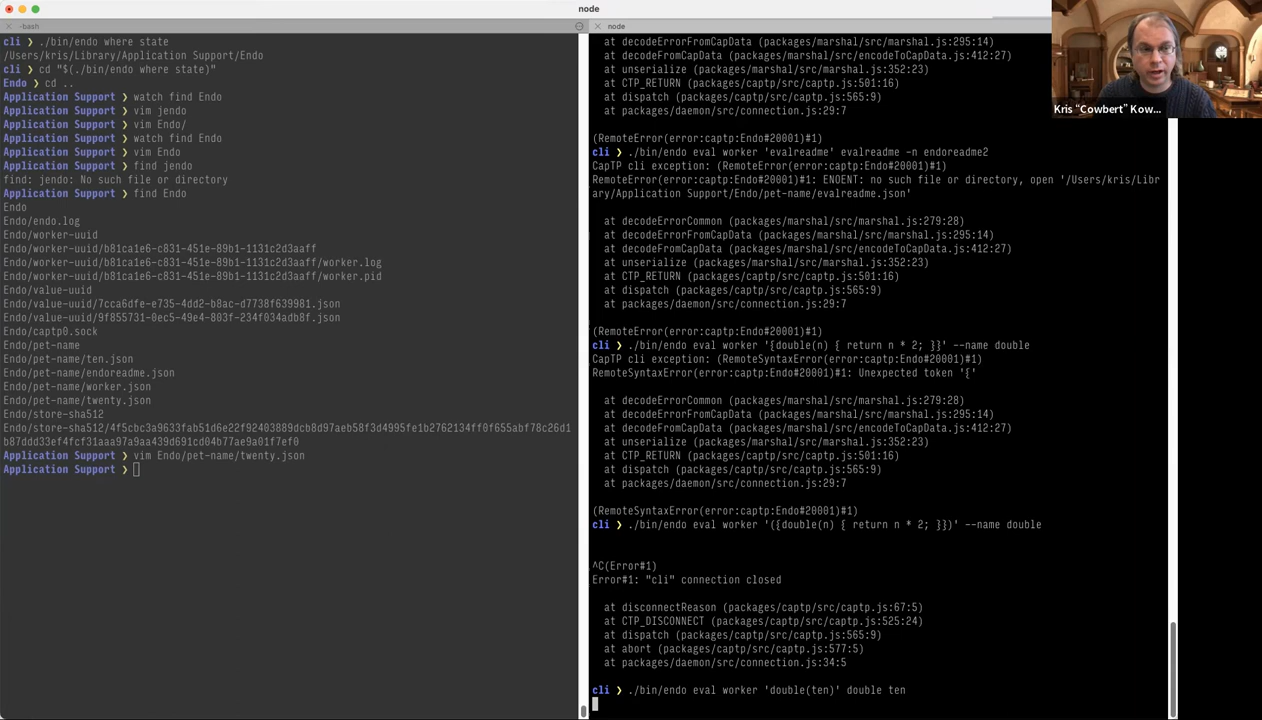 node
-bash
cli ❯ ./bin/endo where state
/Users/kris/Library/Application Support/Endo
cli ❯ cd "$(./bin/endo where state)"
Endo ❯ cd ..
Application Support ❯ watch find Endo
Application Support ❯ vim jendo
Application Support ❯ vim Endo/
Application Support ❯ watch find Endo
Application Support ❯ vim Endo
Application Support ❯ find jendo
find: jendo: No such file or directory
Application Support ❯ find Endo
Endo
Endo/endo.log
Endo/worker-uuid
Endo/worker-uuid/b81ca1e6-c831-451e-89b1-1131c2d3aaff
Endo/worker-uuid/b81ca1e6-c831-451e-89b1-1131c2d3aaff/worker.log
Endo/worker-uuid/b81ca1e6-c831-451e-89b1-1131c2d3aaff/worker.pid
Endo/value-uuid
Endo/value-uuid/7cca6dfe-e735-4dd2-b8ac-d7738f639981.json
Endo/value-uuid/9f855731-0ec5-49e4-803f-234f034adb8f.json
Endo/captp0.sock
Endo/pet-name
Endo/pet-name/ten.json
Endo/pet-name/endoreadme.json
Endo/pet-name/worker.json
Endo/pet-name/twenty.json
Endo/store-sha512
Endo/store-sha512/4f5cbc3a9633fab51d6e22f92403889dcb8d97aeb58f3d4995fe1b2762134ff0f655abf78c26d1
b87ddd33ef4fcf31aaa97a9aa439d691cd04b77ae9a01f7ef0
Application Support ❯ vim Endo/pet-name/twenty.json
Application Support ❯
node
at decodeErrorFromCapData (packages/marshal/src/marshal.js:295:14)
at decodeFromCapData (packages/marshal/src/encodeToCapData.js:412:27)
at unserialize (packages/marshal/src/marshal.js:352:23)
at CTP_RETURN (packages/captp/src/captp.js:501:16)
at dispatch (packages/captp/src/captp.js:565:9)
at packages/daemon/src/connection.js:29:7
(RemoteError(error:captp:Endo#20001)#1)
cli ❯ ./bin/endo eval worker 'evalreadme' evalreadme -n endoreadme2
CapTP cli exception: (RemoteError(error:captp:Endo#20001)#1)
RemoteError(error:captp:Endo#20001)#1: ENOENT: no such file or directory, open '/Users/kris/Libr
ary/Application Support/Endo/pet-name/evalreadme.json'
at decodeErrorCommon (packages/marshal/src/marshal.js:279:28)
at decodeErrorFromCapData (packages/marshal/src/marshal.js:295:14)
at decodeFromCapData (packages/marshal/src/encodeToCapData.js:412:27)
at unserialize (packages/marshal/src/marshal.js:352:23)
at CTP_RETURN (packages/captp/src/captp.js:501:16)
at dispatch (packages/captp/src/captp.js:565:9)
at packages/daemon/src/connection.js:29:7
(RemoteError(error:captp:Endo#20001)#1)
cli ❯ ./bin/endo eval worker '{double(n) { return n * 2; }}' --name double
CapTP cli exception: (RemoteSyntaxError(error:captp:Endo#20001)#1)
RemoteSyntaxError(error:captp:Endo#20001)#1: Unexpected token '{'
at decodeErrorCommon (packages/marshal/src/marshal.js:279:28)
at decodeErrorFromCapData (packages/marshal/src/marshal.js:295:14)
at decodeFromCapData (packages/marshal/src/encodeToCapData.js:412:27)
at unserialize (packages/marshal/src/marshal.js:352:23)
at CTP_RETURN (packages/captp/src/captp.js:501:16)
at dispatch (packages/captp/src/captp.js:565:9)
at packages/daemon/src/connection.js:29:7
(RemoteSyntaxError(error:captp:Endo#20001)#1)
cli ❯ ./bin/endo eval worker '({double(n) { return n * 2; }})' --name double
^C(Error#1)
Error#1: "cli" connection closed
at disconnectReason (packages/captp/src/captp.js:67:5)
at CTP_DISCONNECT (packages/captp/src/captp.js:525:24)
at dispatch (packages/captp/src/captp.js:565:9)
at abort (packages/captp/src/captp.js:577:5)
at packages/daemon/src/connection.js:34:5
cli ❯ ./bin/endo eval worker 'double(ten)' double ten
Kris “Cowbert” Kow...